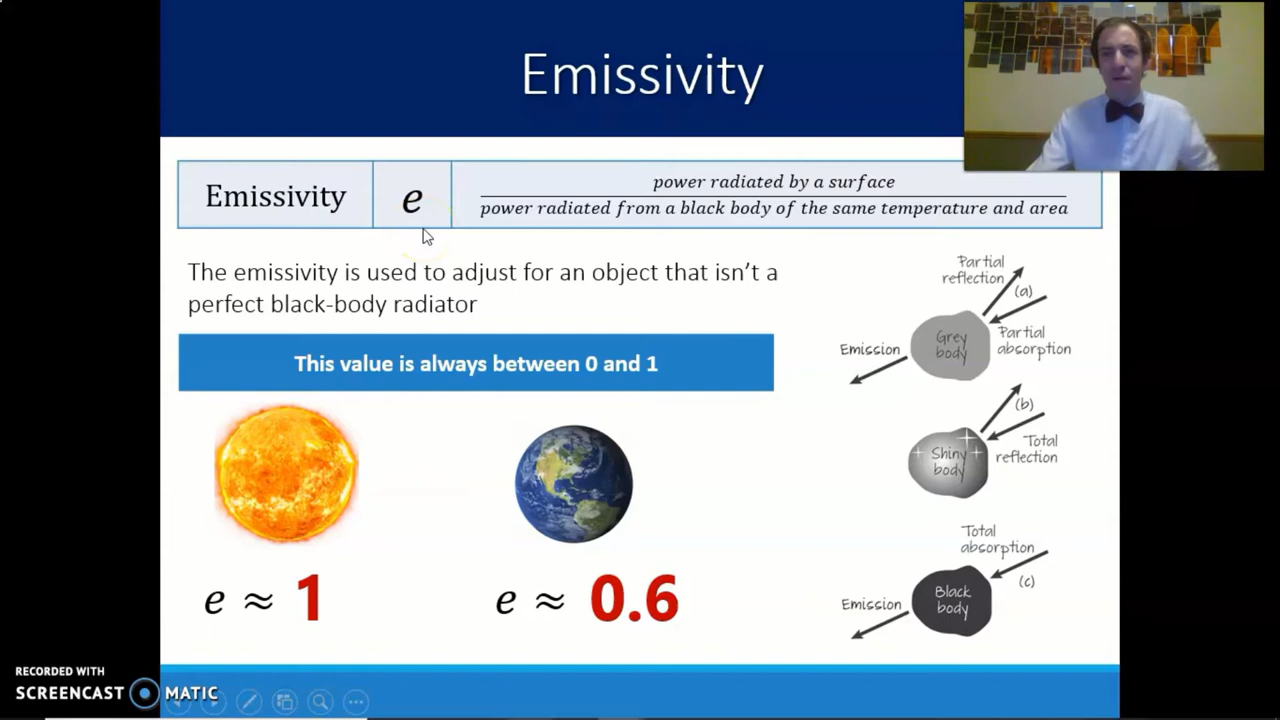 Emissivity
Emissivity
e
power radiated by a surface
power radiated from a black body of the same temperature and area
The emissivity is used to adjust for an object that isn’t a
perfect black-body radiator
This value is always between 0 and 1
e ≈ 1
e ≈ 0.6
Partial
reflection
(a)
Grey
body
Partial
absorption
Emission
(b)
Shiny
body
Total
reflection
Total
absorption
(c)
Black
body
Emission
RECORDED WITH
SCREENCAST MATIC